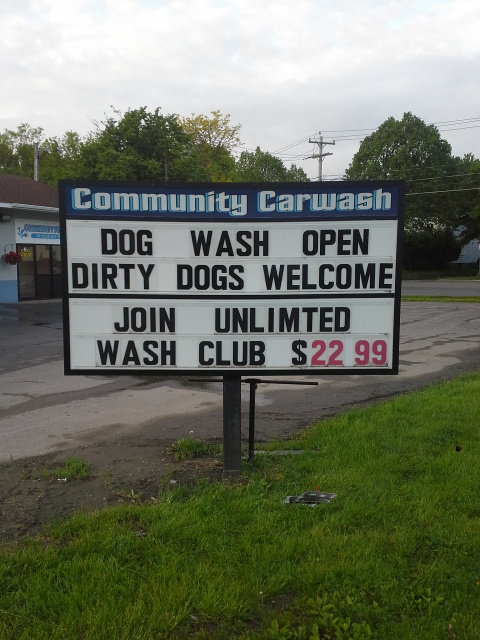 Community Carwash
DOG WASH OPEN
DIRTY DOGS WELCOME
JOIN UNLIMTED
WASH CLUB $22 99